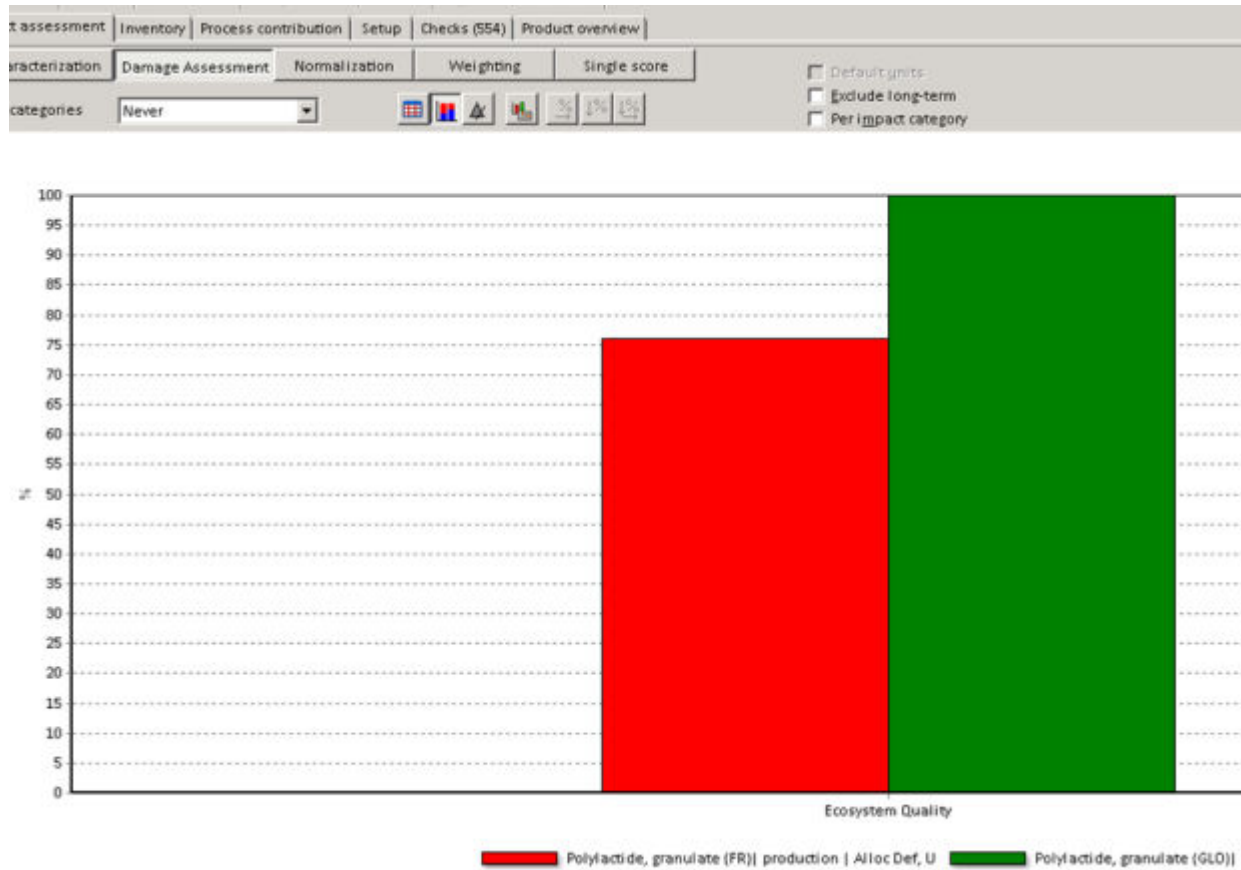 t assessment Inventory Process contribution Setup Checks (554) Product overview
aracterization Damage Assessment Normalization Weighting Single score
Default units
Exclude long-term
categories Never
Per impact category
100
95
90
85
80
75
70
65
60
55
% 50
45
40
35
30
25
20
15
10
5
0
Ecosystem Quality
Polylactide, granulate (FR)| production | Alloc Def, U Polylactide, granulate (GLO)|